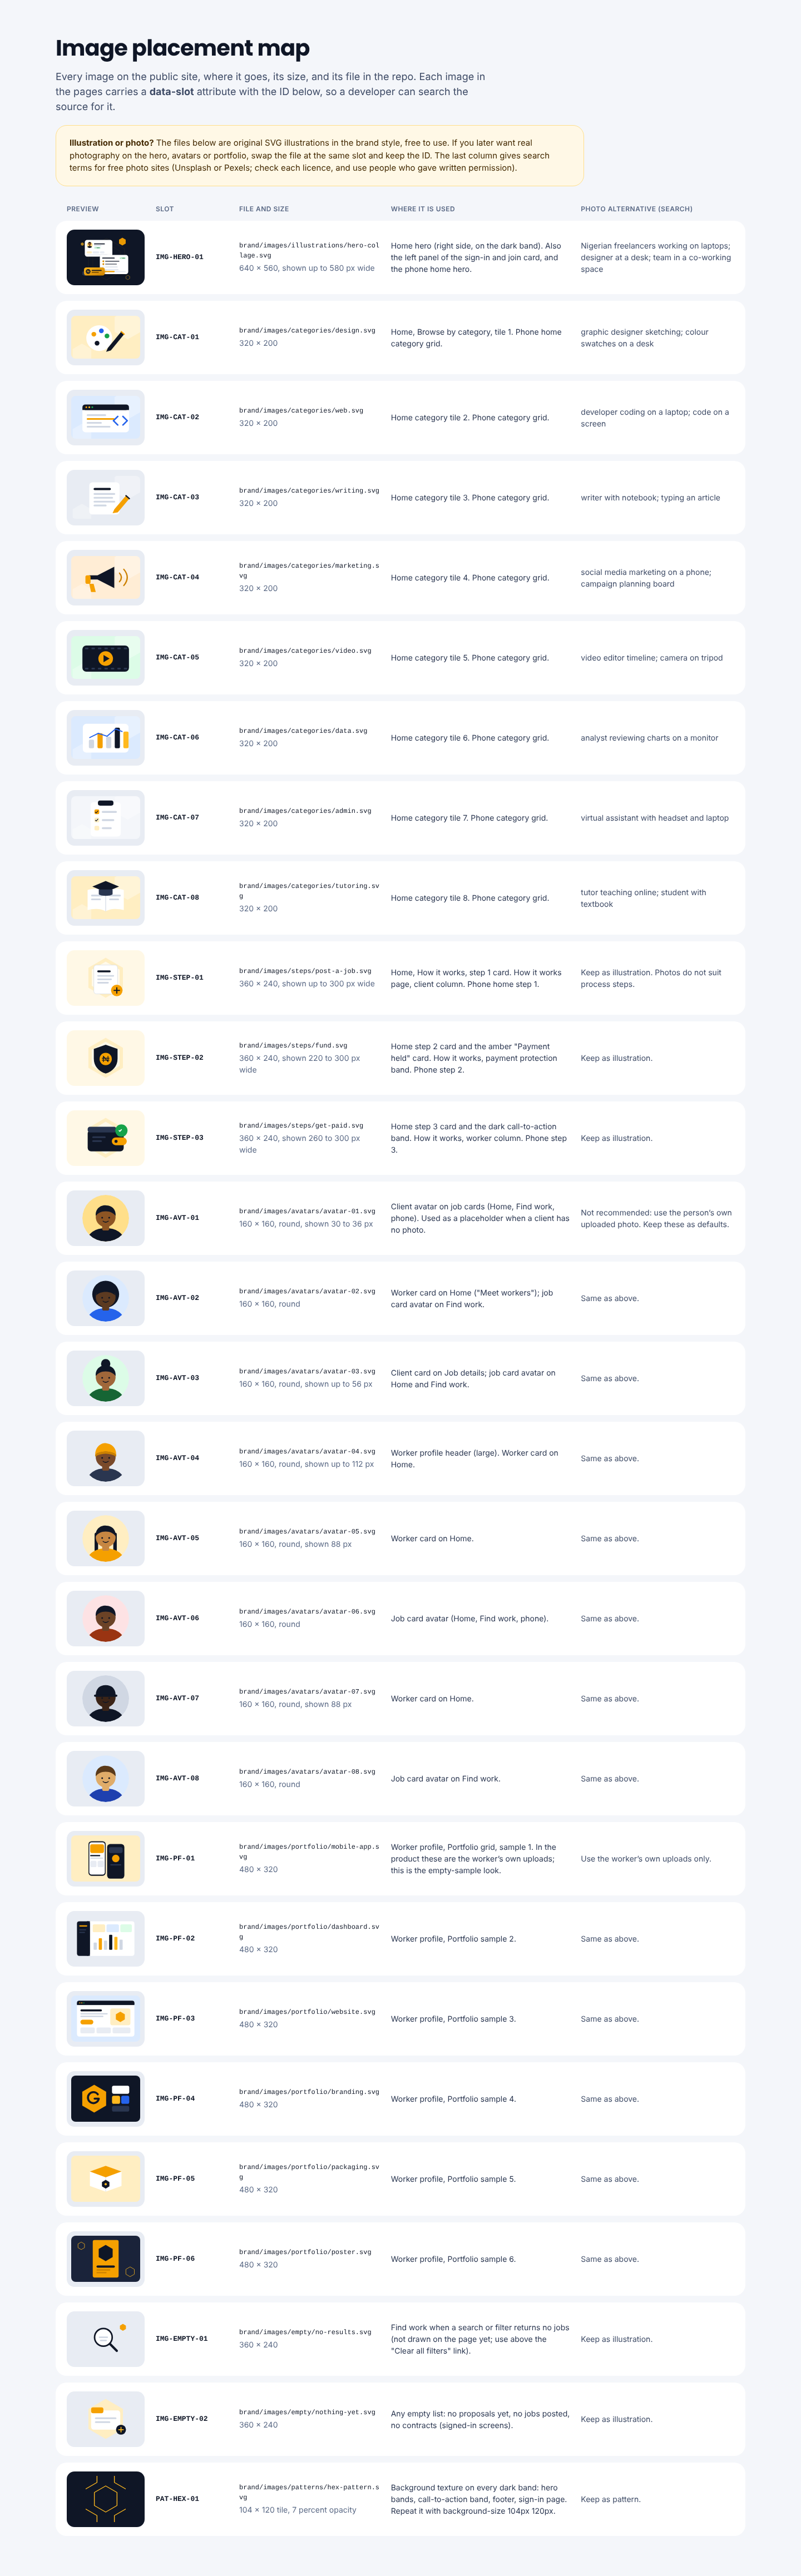 Image placement map
Every image on the public site, where it goes, its size, and its file in the repo. Each image in
the pages carries a data-slot attribute with the ID below, so a developer can search the
source for it.
Illustration or photo? The files below are original SVG illustrations in the brand style, free to use. If you later want real
photography on the hero, avatars or portfolio, swap the file at the same slot and keep the ID. The last column gives search
terms for free photo sites (Unsplash or Pexels; check each licence, and use people who gave written permission).
PREVIEW SLOT FILE AND SIZE WHERE IT IS USED PHOTO ALTERNATIVE (SEARCH)
IMG-HERO-01
brand/images/illustrations/hero-col
lage.svg
640 × 560, shown up to 580 px wide
Home hero (right side, on the dark band). Also
the left panel of the sign-in and join card, and
the phone home hero.
Nigerian freelancers working on laptops;
designer at a desk; team in a co-working
space
IMG-CAT-01
brand/images/categories/design.svg
320 × 200
Home, Browse by category, tile 1. Phone home
category grid.
graphic designer sketching; colour
swatches on a desk
IMG-CAT-02
brand/images/categories/web.svg
320 × 200
Home category tile 2. Phone category grid.
developer coding on a laptop; code on a
screen
IMG-CAT-03
brand/images/categories/writing.svg
320 × 200
Home category tile 3. Phone category grid.
writer with notebook; typing an article
IMG-CAT-04
brand/images/categories/marketing.s
vg
320 × 200
Home category tile 4. Phone category grid.
social media marketing on a phone;
campaign planning board
IMG-CAT-05
brand/images/categories/video.svg
320 × 200
Home category tile 5. Phone category grid.
video editor timeline; camera on tripod
IMG-CAT-06
brand/images/categories/data.svg
320 × 200
Home category tile 6. Phone category grid.
analyst reviewing charts on a monitor
IMG-CAT-07
brand/images/categories/admin.svg
320 × 200
Home category tile 7. Phone category grid.
virtual assistant with headset and laptop
IMG-CAT-08
brand/images/categories/tutoring.sv
g
320 × 200
Home category tile 8. Phone category grid.
tutor teaching online; student with
textbook
IMG-STEP-01
brand/images/steps/post-a-job.svg
360 × 240, shown up to 300 px wide
Home, How it works, step 1 card. How it works
page, client column. Phone home step 1.
Keep as illustration. Photos do not suit
process steps.
IMG-STEP-02
brand/images/steps/fund.svg
360 × 240, shown 220 to 300 px
wide
Home step 2 card and the amber "Payment
held" card. How it works, payment protection
band. Phone step 2.
Keep as illustration.
IMG-STEP-03
brand/images/steps/get-paid.svg
360 × 240, shown 260 to 300 px
wide
Home step 3 card and the dark call-to-action
band. How it works, worker column. Phone step
3.
Keep as illustration.
IMG-AVT-01
brand/images/avatars/avatar-01.svg
160 × 160, round, shown 30 to 36 px
Client avatar on job cards (Home, Find work,
phone). Used as a placeholder when a client has
no photo.
Not recommended: use the person's own
uploaded photo. Keep these as defaults.
IMG-AVT-02
brand/images/avatars/avatar-02.svg
160 × 160, round
Worker card on Home ("Meet workers"); job
card avatar on Find work.
Same as above.
IMG-AVT-03
brand/images/avatars/avatar-03.svg
160 × 160, round, shown up to 56 px
Client card on Job details; job card avatar on
Home and Find work.
Same as above.
IMG-AVT-04
brand/images/avatars/avatar-04.svg
160 × 160, round, shown up to 112 px
Worker profile header (large). Worker card on
Home.
Same as above.
IMG-AVT-05
brand/images/avatars/avatar-05.svg
160 × 160, round, shown 88 px
Worker card on Home.
Same as above.
IMG-AVT-06
brand/images/avatars/avatar-06.svg
160 × 160, round
Job card avatar (Home, Find work, phone).
Same as above.
IMG-AVT-07
brand/images/avatars/avatar-07.svg
160 × 160, round, shown 88 px
Worker card on Home.
Same as above.
IMG-AVT-08
brand/images/avatars/avatar-08.svg
160 × 160, round
Job card avatar on Find work.
Same as above.
IMG-PF-01
brand/images/portfolio/mobile-app.s
vg
480 × 320
Worker profile, Portfolio grid, sample 1. In the
product these are the worker's own uploads;
this is the empty-sample look.
Use the worker's own uploads only.
IMG-PF-02
brand/images/portfolio/dashboard.sv
g
480 × 320
Worker profile, Portfolio sample 2.
Same as above.
IMG-PF-03
brand/images/portfolio/website.svg
480 × 320
Worker profile, Portfolio sample 3.
Same as above.
G
IMG-PF-04
brand/images/portfolio/branding.svg
480 × 320
Worker profile, Portfolio sample 4.
Same as above.
IMG-PF-05
brand/images/portfolio/packaging.sv
g
480 × 320
Worker profile, Portfolio sample 5.
Same as above.
IMG-PF-06
brand/images/portfolio/poster.svg
480 × 320
Worker profile, Portfolio sample 6.
Same as above.
IMG-EMPTY-01
brand/images/empty/no-results.svg
360 × 240
Find work when a search or filter returns no jobs
(not drawn on the page yet; use above the
"Clear all filters" link).
Keep as illustration.
IMG-EMPTY-02
brand/images/empty/nothing-yet.svg
360 × 240
Any empty list: no proposals yet, no jobs posted,
no contracts (signed-in screens).
Keep as illustration.
PAT-HEX-01
brand/images/patterns/hex-pattern.s
vg
104 × 120 tile, 7 percent opacity
Background texture on every dark band: hero
bands, call-to-action band, footer, sign-in page.
Repeat it with background-size 104px 120px.
Keep as pattern.